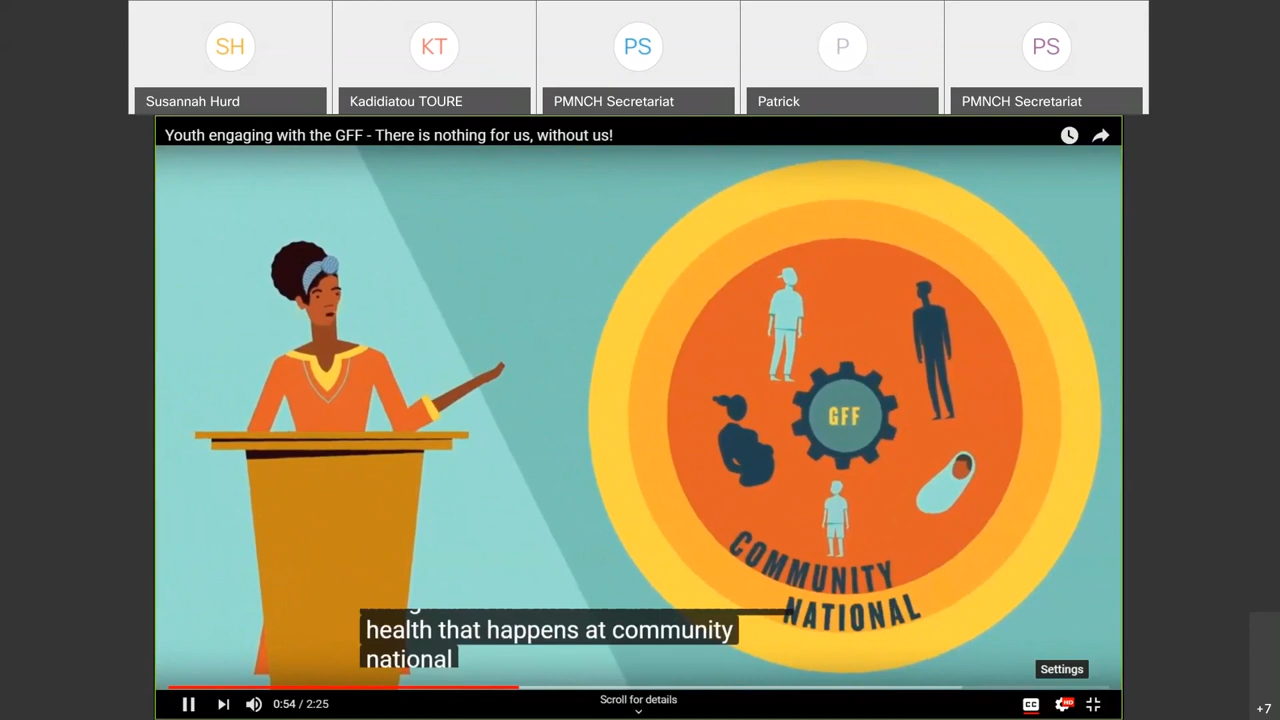 SH
KT
PS
P
PS
Susannah Hurd
Kadidiatou TOURE
PMNCH Secretariat
Patrick
PMNCH Secretariat
Youth engaging with the GFF - There is nothing for us, without us!
GFF
COMMUNITY
NATIONAL
health that happens at community
national
Settings
0:54 / 2:25
Scroll for details
CC
HD
+7